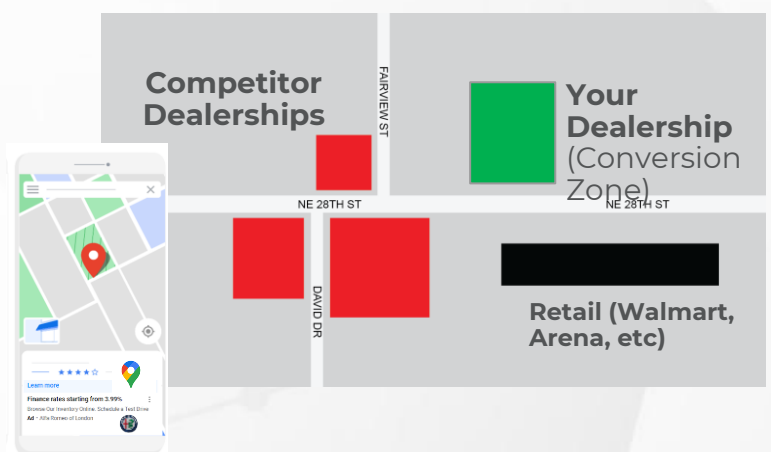 Competitor
Dealerships
FAIRVIEW ST
Your
Dealership
(Conversion
Zone)
NE 28TH ST
NE 28TH ST
DAVID DR
Retail (Walmart,
Arena, etc)
Learn more
Finance rates starting from 3.99%
Browse Our Inventory Online. Schedule a Test Drive
Ad - Alfa Romeo of London